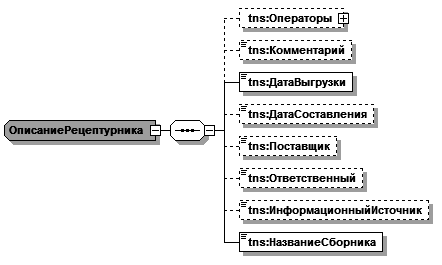 tns:Операторы
tns:Комментарий
tns:ДатаВыгрузки
tns:ДатаСоставления
ОписаниеРецептурника
tns:Поставщик
tns:Ответственный
tns:ИнформационныйИсточник
tns:НазваниеСборника